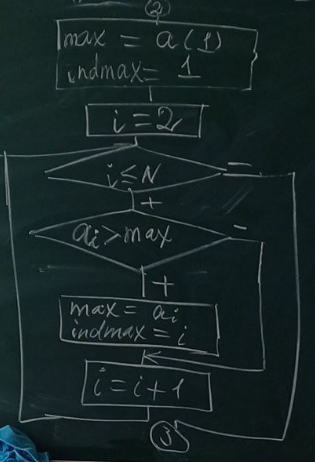 2
max = a(1)
indmax= 1
i=2
i≤N
-
+
ai>max
-
+
max= ai
indmax= i
i=i+1
3